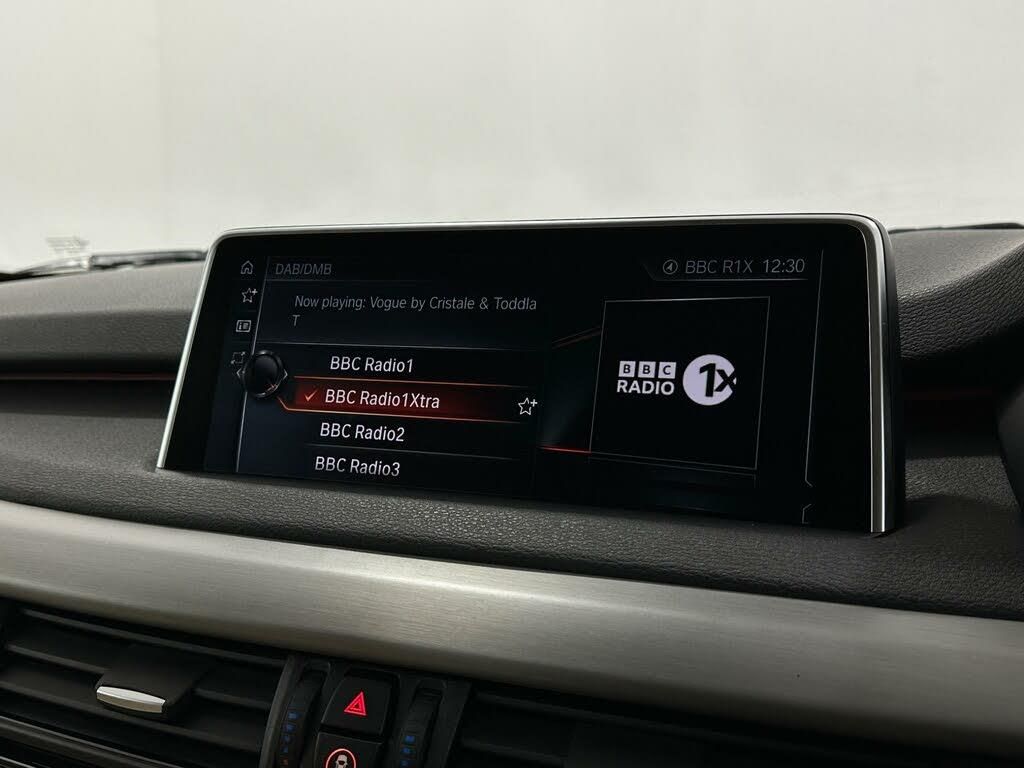 DAB/DMB
BBC R1X 12:30
Now playing: Vogue by Cristale & Toddla
T
BBC Radio1
BBC Radio1Xtra
BBC Radio2
BBC Radio3
BBC
RADIO 1X